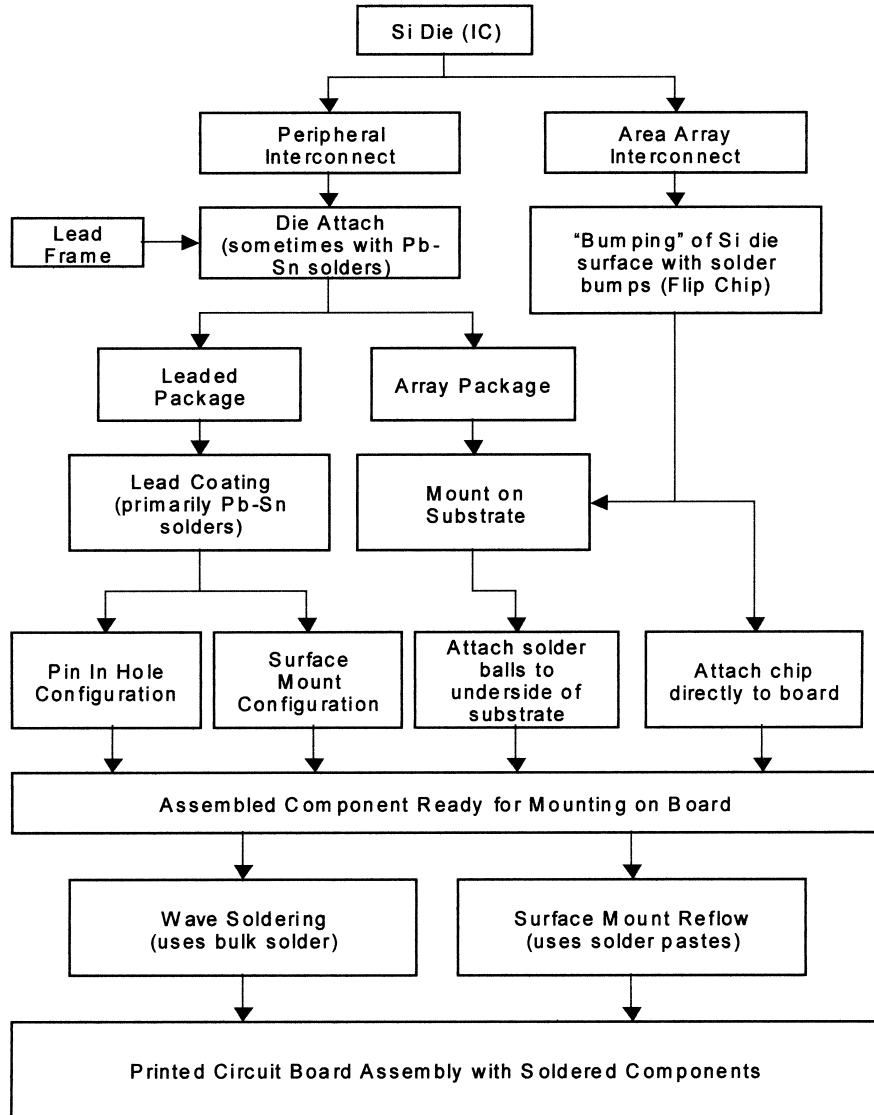 Si Die (IC)
Peripheral
Interconnect
Area Array
Interconnect
Lead
Frame
Die Attach
(sometimes with Pb-
Sn solders)
"Bumping" of Si die
surface with solder
bumps (Flip Chip)
Leaded
Package
Array Package
Lead Coating
(primarily Pb-Sn
solders)
Mount on
Substrate
Pin In Hole
Configuration
Surface
Mount
Configuration
Attach solder
balls to
underside of
substrate
Attach chip
directly to board
Assembled Component Ready for Mounting on Board
Wave Soldering
(uses bulk solder)
Surface Mount Reflow
(uses solder pastes)
Printed Circuit Board Assembly with Soldered Components